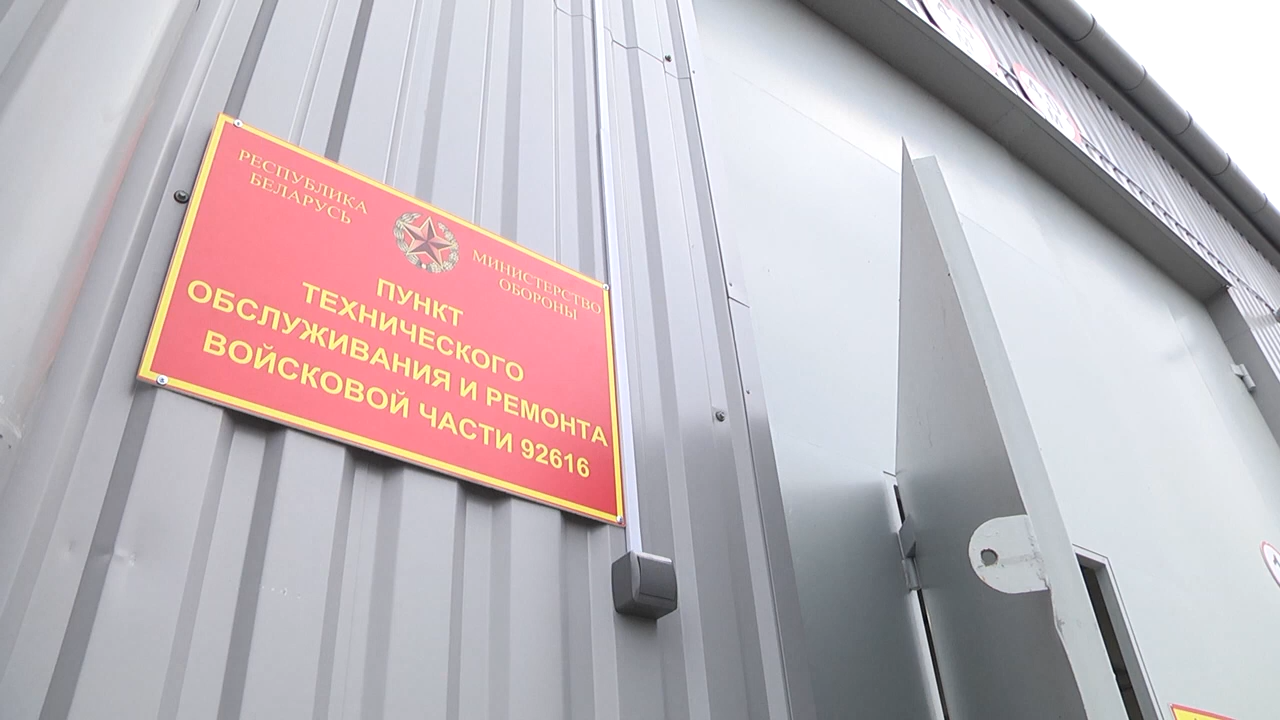 РЕСПУБЛИКА
БЕЛАРУСЬ
МИНИСТЕРСТВО
ОБОРОНЫ
ПУНКТ
ТЕХНИЧЕСКОГО
ОБСЛУЖИВАНИЯ И РЕМОНТА
ВОЙСКОВОЙ ЧАСТИ 92616